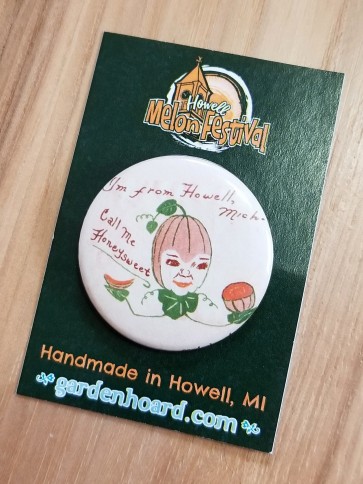 Howell
Melon Festival
I'm from Howell,
Mich.
Call Me
Honeysweet
Handmade in Howell, MI
gardenhoard.com